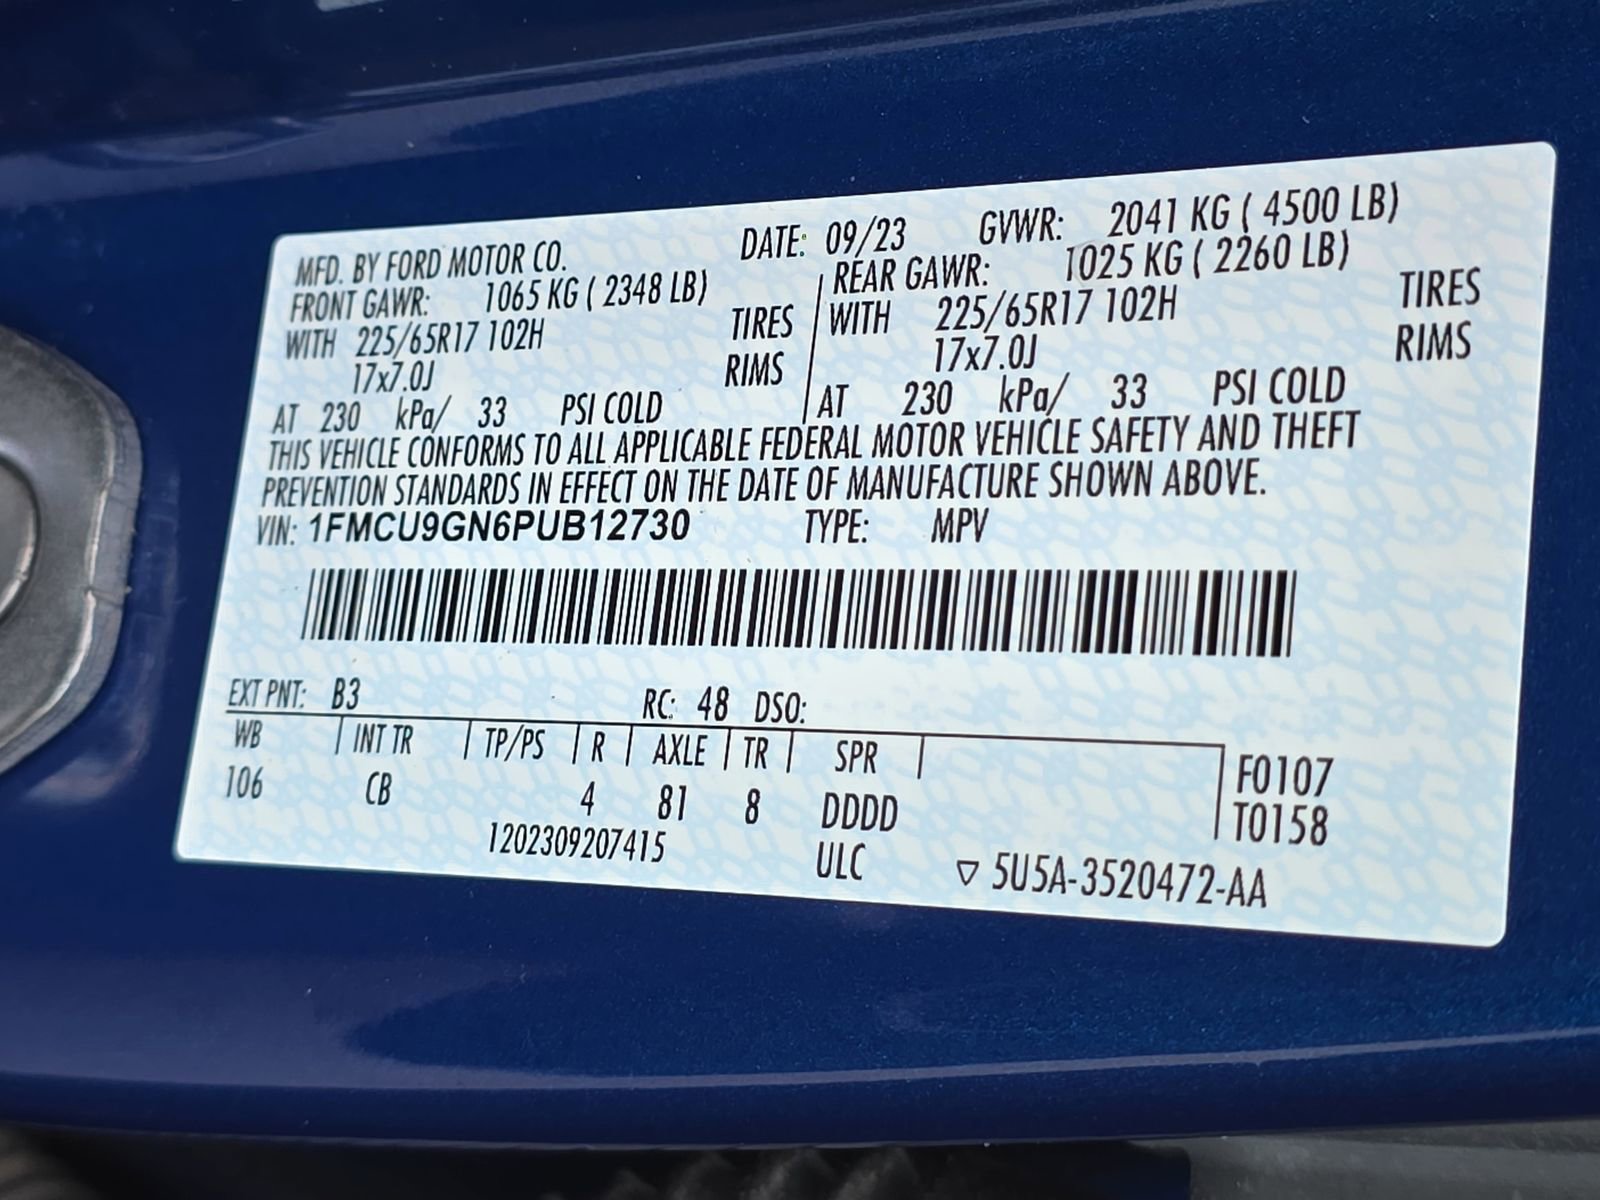 MFD. BY FORD MOTOR CO. DATE: 09/23 GVWR: 2041 KG ( 4500 LB)
FRONT GAWR: 1065 KG ( 2348 LB) REAR GAWR: 1025 KG ( 2260 LB)
WITH 225/65R17 102H TIRES WITH 225/65R17 102H TIRES
17x7.0J RIMS 17x7.0J RIMS
AT 230 kPa/ 33 PSI COLD AT 230 kPa/ 33 PSI COLD
THIS VEHICLE CONFORMS TO ALL APPLICABLE FEDERAL MOTOR VEHICLE SAFETY AND THEFT
PREVENTION STANDARDS IN EFFECT ON THE DATE OF MANUFACTURE SHOWN ABOVE.
VIN: 1FMCU9GN6PUB12730 TYPE: MPV
EXT PNT: B3 RC: 48 DSO:
WB INT TR TP/PS R AXLE TR SPR F0107
106 CB 4 81 8 DDDD T0158
1202309207415 ULC ▽ 5U5A-3520472-AA